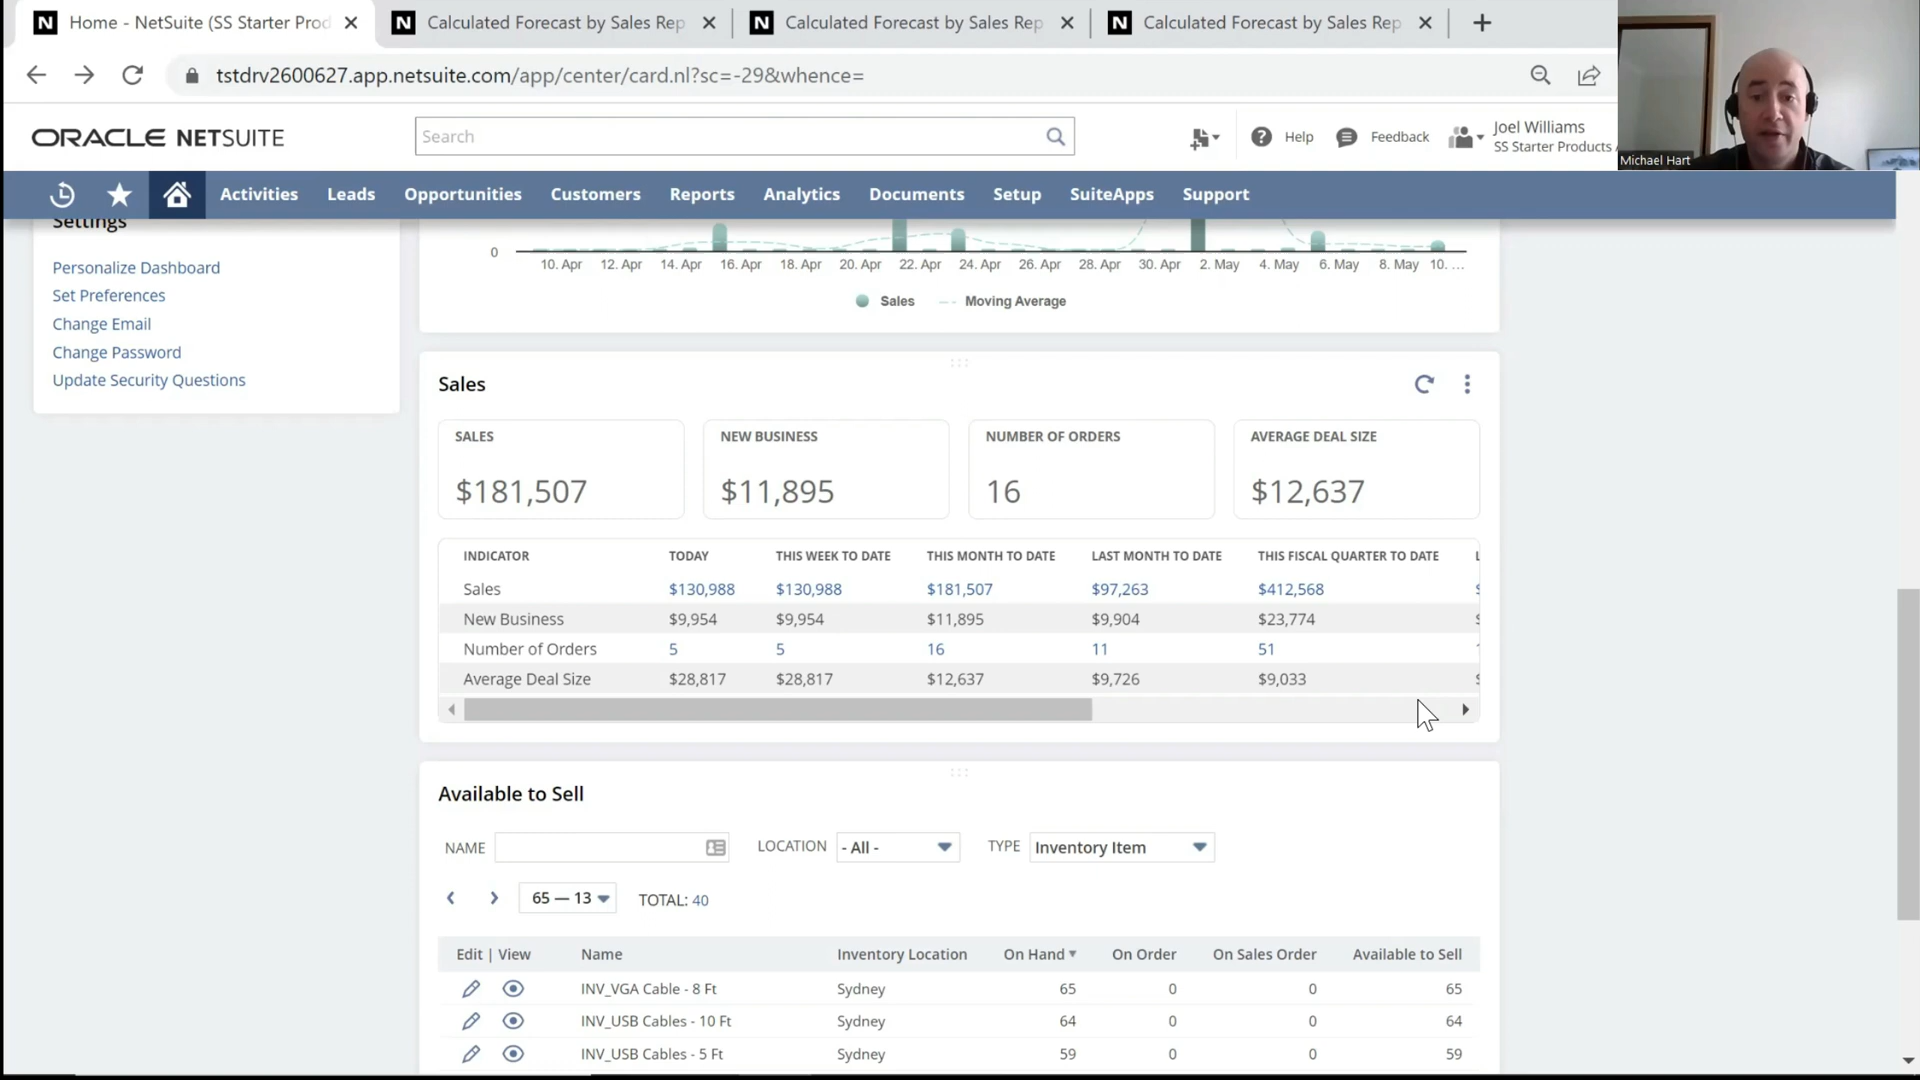 Home - NetSuite (SS Starter Prod
Calculated Forecast by Sales Rep
Calculated Forecast by Sales Rep
Calculated Forecast by Sales Rep
tstdrv2600627.app.netsuite.com/app/center/card.nl?sc=-29&whence=
Michael Hart
ORACLE NETSUITE
Search
Help
Feedback
Joel Williams
SS Starter Products
Activities
Leads
Opportunities
Customers
Reports
Analytics
Documents
Setup
SuiteApps
Support
Settings
Personalize Dashboard
Set Preferences
Change Email
Change Password
Update Security Questions
0
10. Apr 12. Apr 14. Apr 16. Apr 18. Apr 20. Apr 22. Apr 24. Apr 26. Apr 28. Apr 30. Apr 2. May 4. May 6. May 8. May 10. ...
Sales Moving Average
Sales
SALES
$181,507
NEW BUSINESS
$11,895
NUMBER OF ORDERS
16
AVERAGE DEAL SIZE
$12,637
INDICATOR TODAY THIS WEEK TO DATE THIS MONTH TO DATE LAST MONTH TO DATE THIS FISCAL QUARTER TO DATE
Sales $130,988 $130,988 $181,507 $97,263 $412,568
New Business $9,954 $9,954 $11,895 $9,904 $23,774
Number of Orders 5 5 16 11 51
Average Deal Size $28,817 $28,817 $12,637 $9,726 $9,033
Available to Sell
NAME LOCATION - All - TYPE Inventory Item
65 — 13 TOTAL: 40
Edit | View Name Inventory Location On Hand On Order On Sales Order Available to Sell
INV_VGA Cable - 8 Ft Sydney 65 0 0 65
INV_USB Cables - 10 Ft Sydney 64 0 0 64
INV_USB Cables - 5 Ft Sydney 59 0 0 59